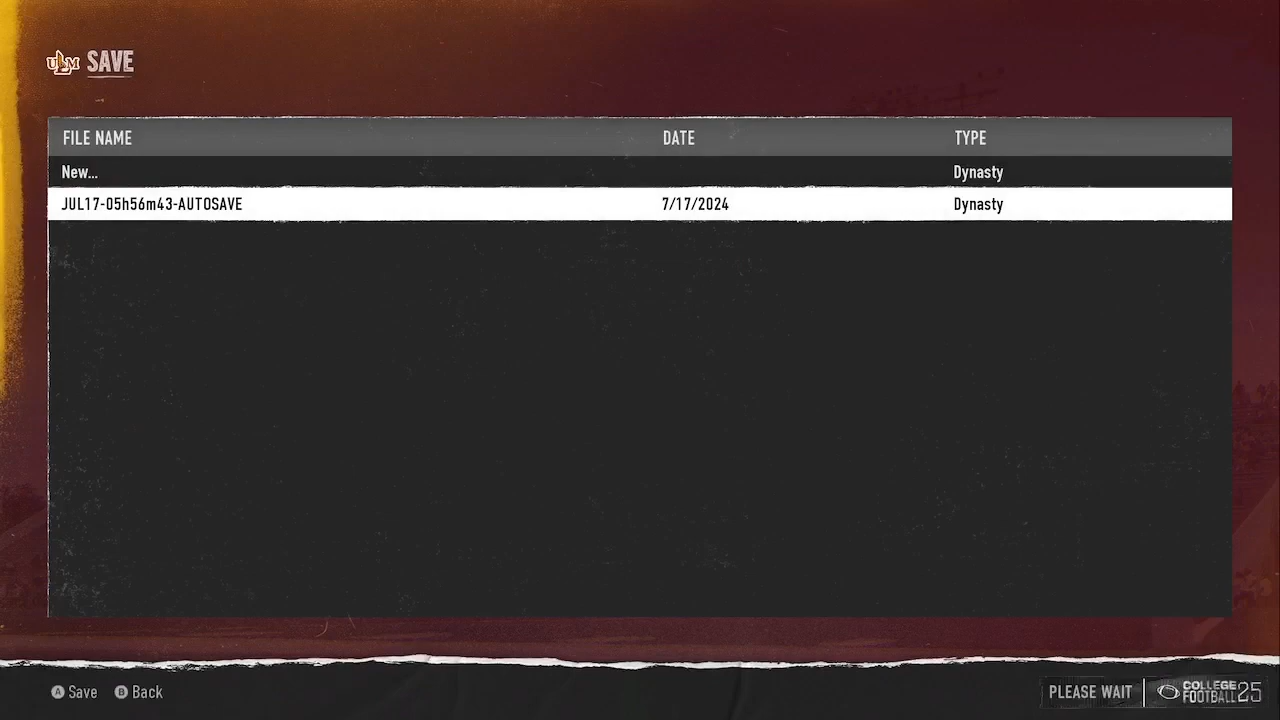 ULM SAVE
FILE NAME DATE TYPE
New... Dynasty
JUL17-05h56m43-AUTOSAVE 7/17/2024 Dynasty
A Save B Back
PLEASE WAIT
COLLEGE
FOOTBALL 25